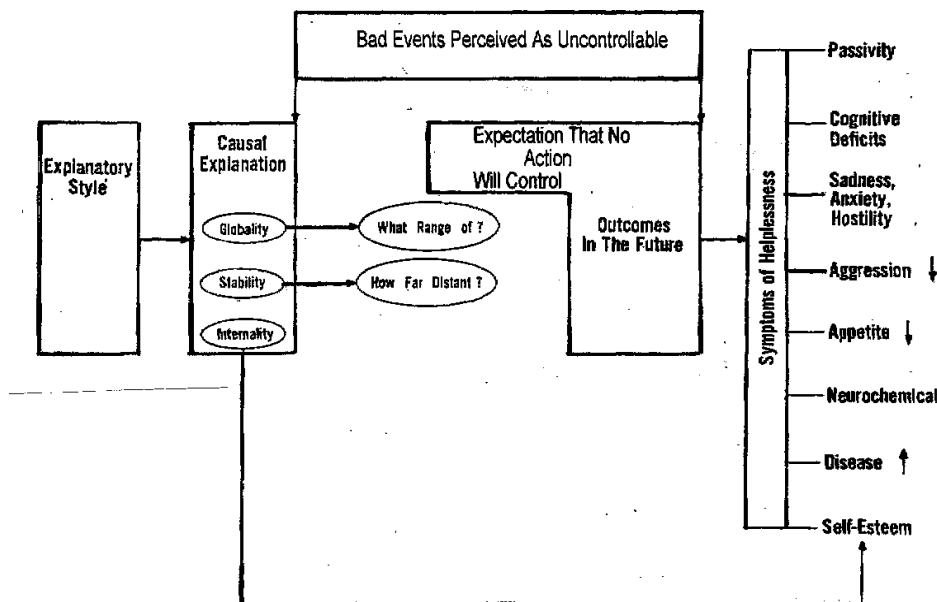 Bad Events Perceived As Uncontrollable
Explanatory
Style
Causal
Explanation
Globality
Stability
Internality
What Range of ?
How Far Distant ?
Expectation That No
Action
Will Control
Outcomes
In The Future
Symptoms of Helplessness
Passivity
Cognitive
Deficits
Sadness,
Anxiety,
Hostility
Aggression ↓
Appetite ↓
Neurochemical
Disease ↑
Self-Esteem